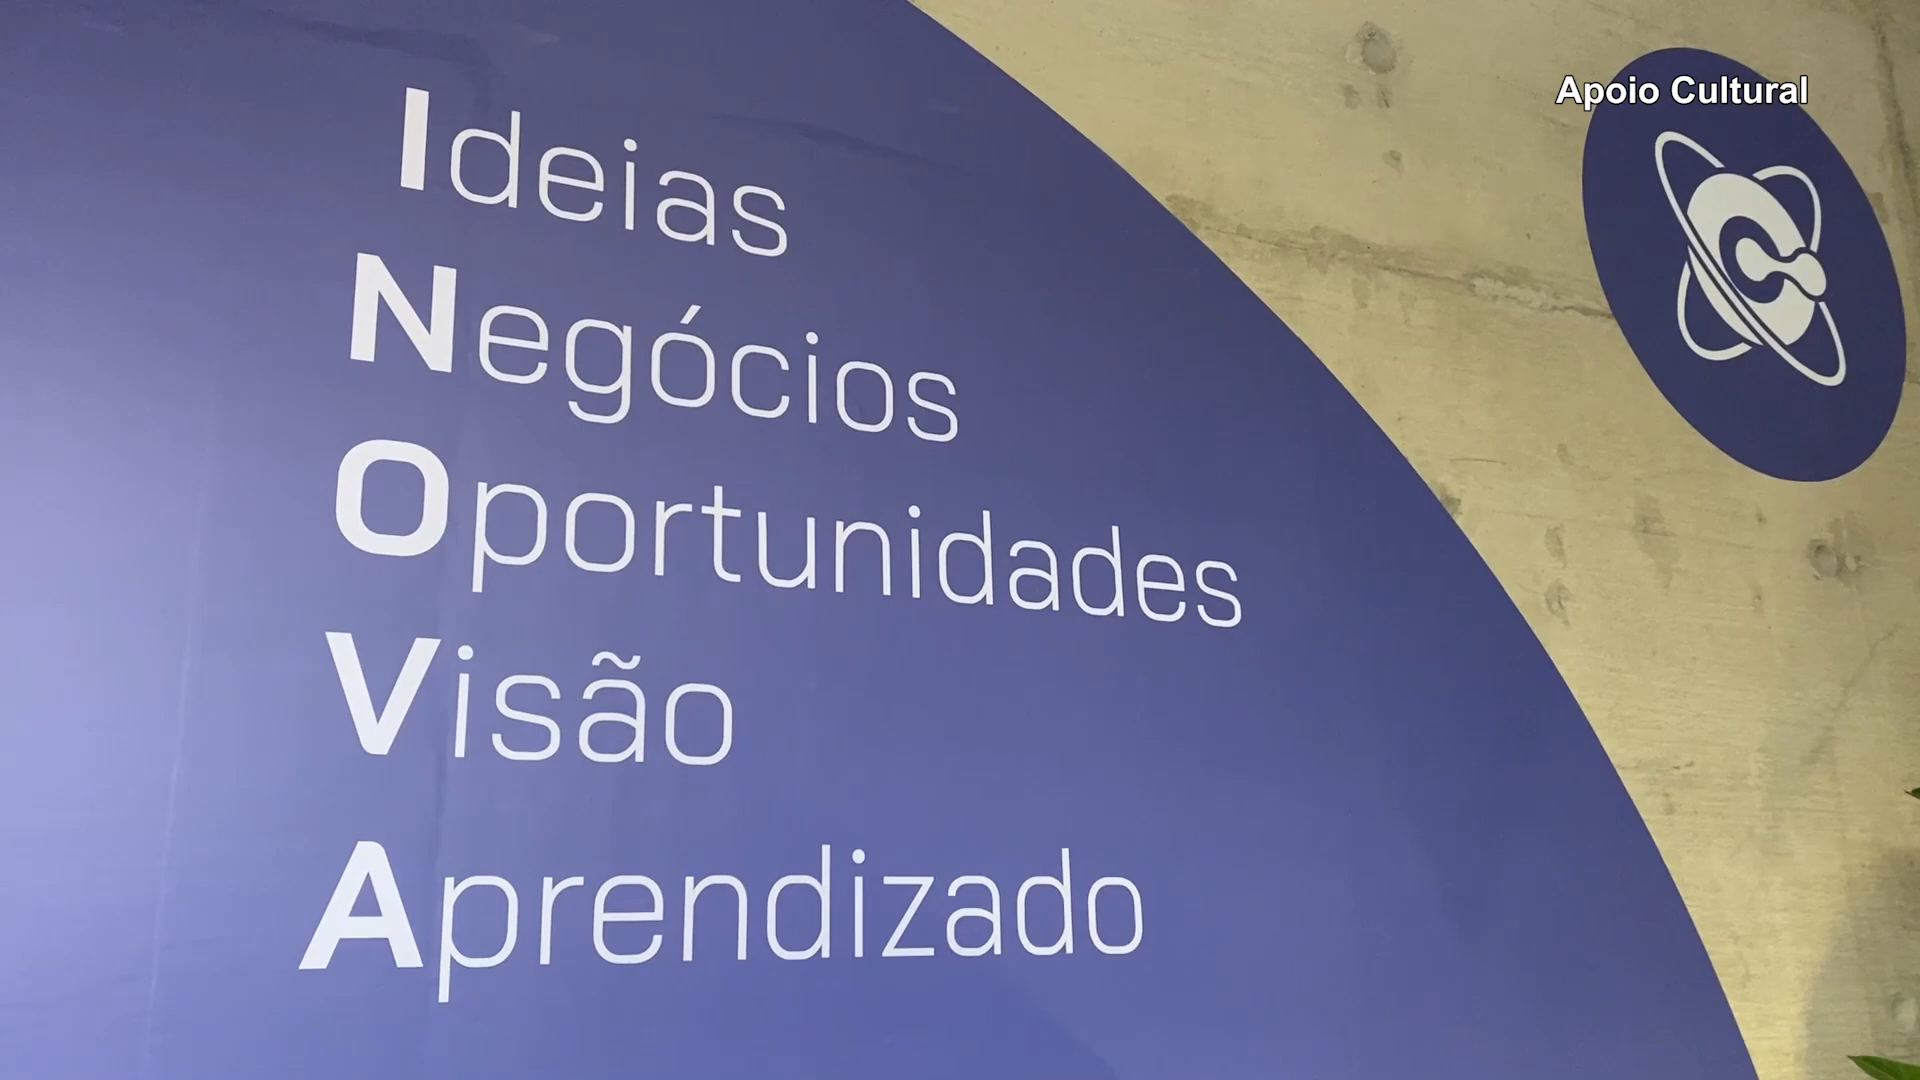 Apoio Cultural
Ideias
Negócios
Oportunidades
Visão
Aprendizado